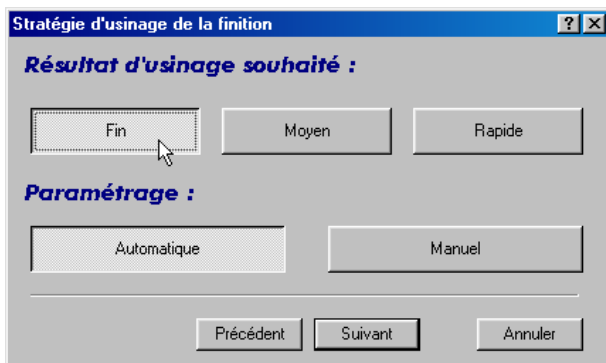 Stratégie d'usinage de la finition
Résultat d'usinage souhaité :
Fin Moyen Rapide
Paramétrage :
Automatique Manuel
Précédent Suivant Annuler